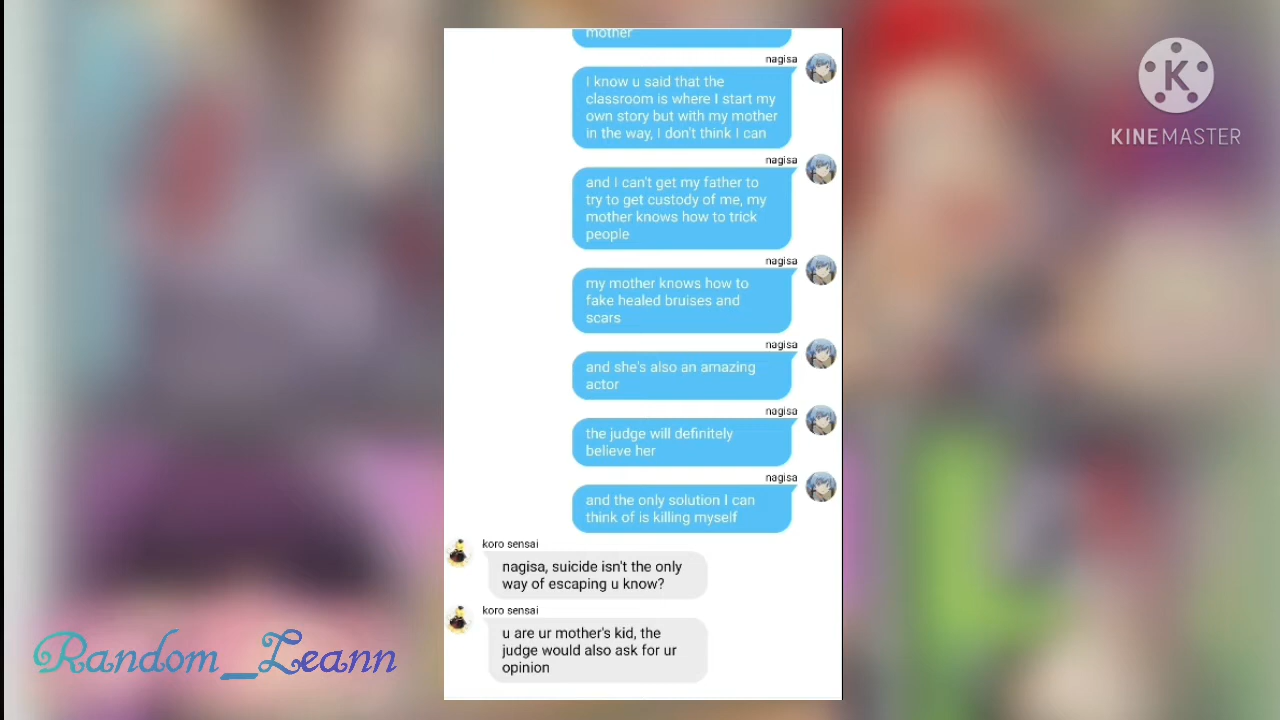 mother
nagisa
I know u said that the
classroom is where I start my
own story but with my mother
in the way, I don't think I can
nagisa
and I can't get my father to
try to get custody of me, my
mother knows how to trick
people
nagisa
my mother knows how to
fake healed bruises and
scars
nagisa
and she's also an amazing
actor
nagisa
the judge will definitely
believe her
nagisa
and the only solution I can
think of is killing myself
koro sensai
nagisa, suicide isn't the only
way of escaping u know?
koro sensai
u are ur mother's kid, the
judge would also ask for ur
opinion
K
KINEMASTER
Random_Leann